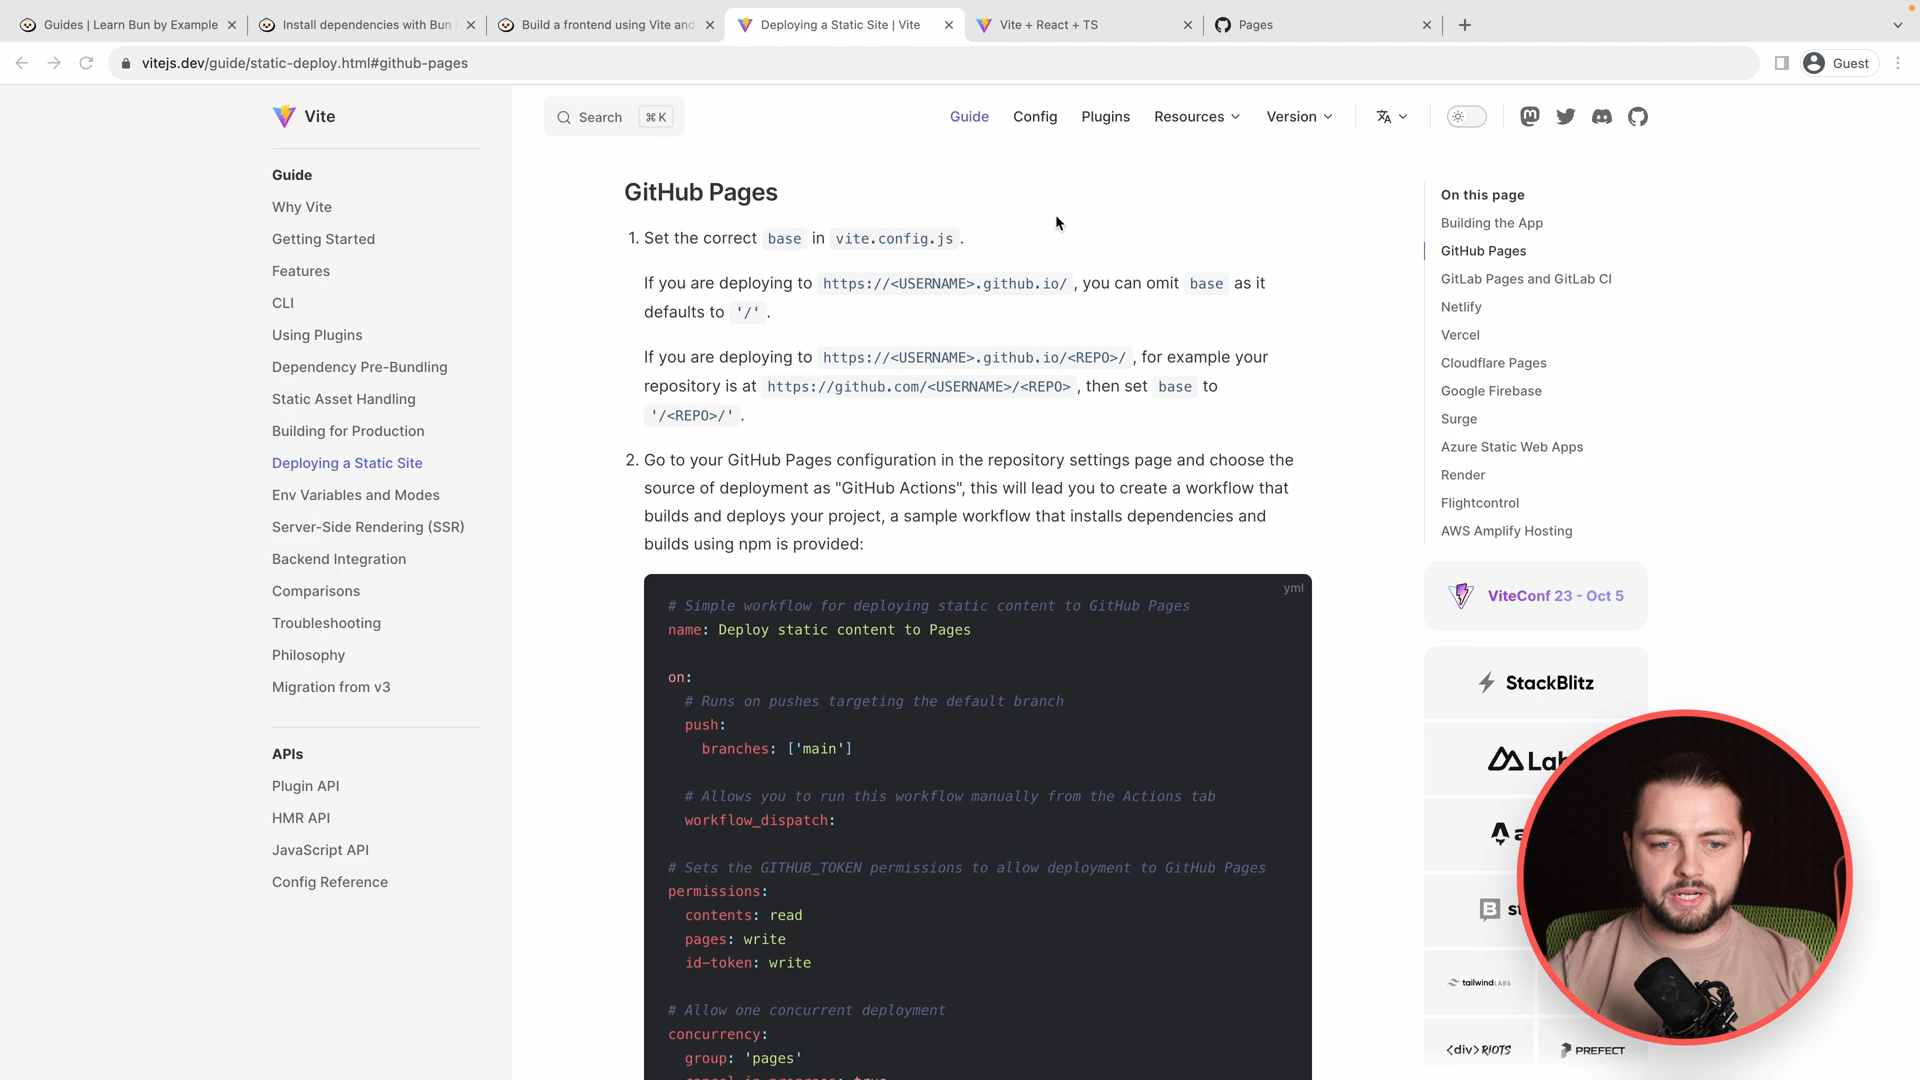 Guides | Learn Bun by Example
Install dependencies with Bun
Build a frontend using Vite and
Deploying a Static Site | Vite
Vite + React + TS
Pages
vitejs.dev/guide/static-deploy.html#github-pages
Guest
Vite
Search ⌘ K
Guide
Config
Plugins
Resources
Version
Guide
Why Vite
Getting Started
Features
CLI
Using Plugins
Dependency Pre-Bundling
Static Asset Handling
Building for Production
Deploying a Static Site
Env Variables and Modes
Server-Side Rendering (SSR)
Backend Integration
Comparisons
Troubleshooting
Philosophy
Migration from v3
APIs
Plugin API
HMR API
JavaScript API
Config Reference
GitHub Pages
1. Set the correct base in vite.config.js .
If you are deploying to https://<USERNAME>.github.io/ , you can omit base as it
defaults to '/' .
If you are deploying to https://<USERNAME>.github.io/<REPO>/ , for example your
repository is at https://github.com/<USERNAME>/<REPO> , then set base to
'/<REPO>/' .
2. Go to your GitHub Pages configuration in the repository settings page and choose the
source of deployment as "GitHub Actions", this will lead you to create a workflow that
builds and deploys your project, a sample workflow that installs dependencies and
builds using npm is provided:
yml
# Simple workflow for deploying static content to GitHub Pages
name: Deploy static content to Pages
on:
# Runs on pushes targeting the default branch
push:
branches: ['main']
# Allows you to run this workflow manually from the Actions tab
workflow_dispatch:
# Sets the GITHUB_TOKEN permissions to allow deployment to GitHub Pages
permissions:
contents: read
pages: write
id-token: write
# Allow one concurrent deployment
concurrency:
group: 'pages'
On this page
Building the App
GitHub Pages
GitLab Pages and GitLab CI
Netlify
Vercel
Cloudflare Pages
Google Firebase
Surge
Azure Static Web Apps
Render
Flightcontrol
AWS Amplify Hosting
ViteConf 23 - Oct 5
StackBlitz
tailwindLABS
<div>RIOTS
PREFECT